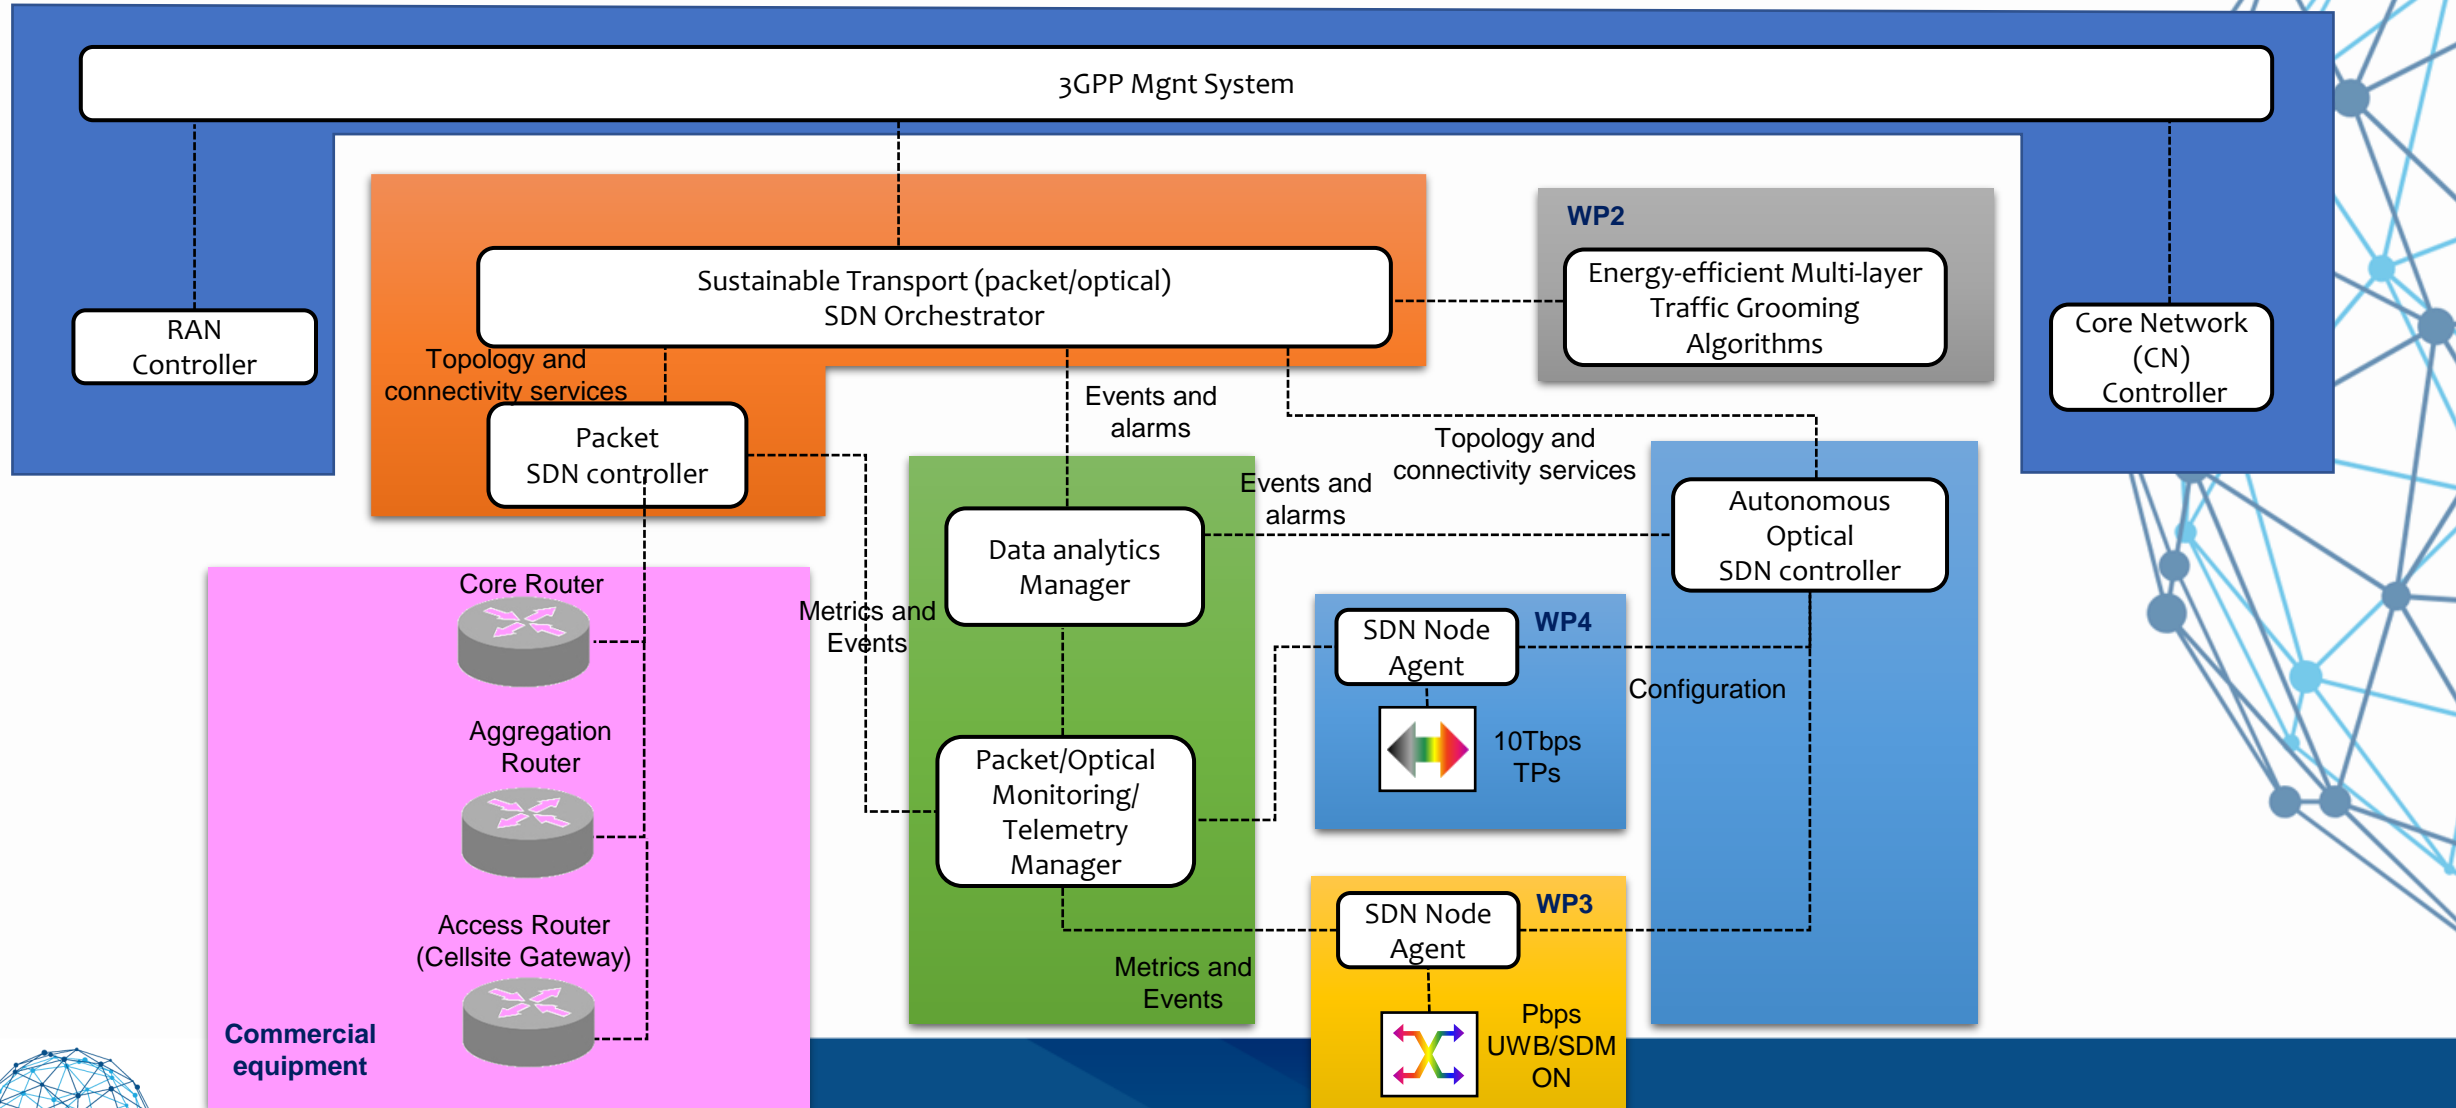 3GPP Mgnt System
WP2
Sustainable Transport (packet/optical)
SDN Orchestrator
Energy-efficient Multi-layer
Traffic Grooming
Algorithms
RAN
Controller
Core Network
(CN)
Controller
Topology and
connectivity services
Events and
alarms
Packet
SDN controller
Topology and
connectivity services
Events and
alarms
Autonomous
Optical
SDN controller
Data analytics
Manager
Core Router
Metrics and
Events
SDN Node
Agent
WP4
Configuration
Aggregation
Router
Packet/Optical
Monitoring/
Telemetry
Manager
10Tbps
TPs
Access Router
(Cellsite Gateway)
SDN Node
Agent
WP3
Metrics and
Events
Commercial
equipment
Pbps
UWB/SDM
ON